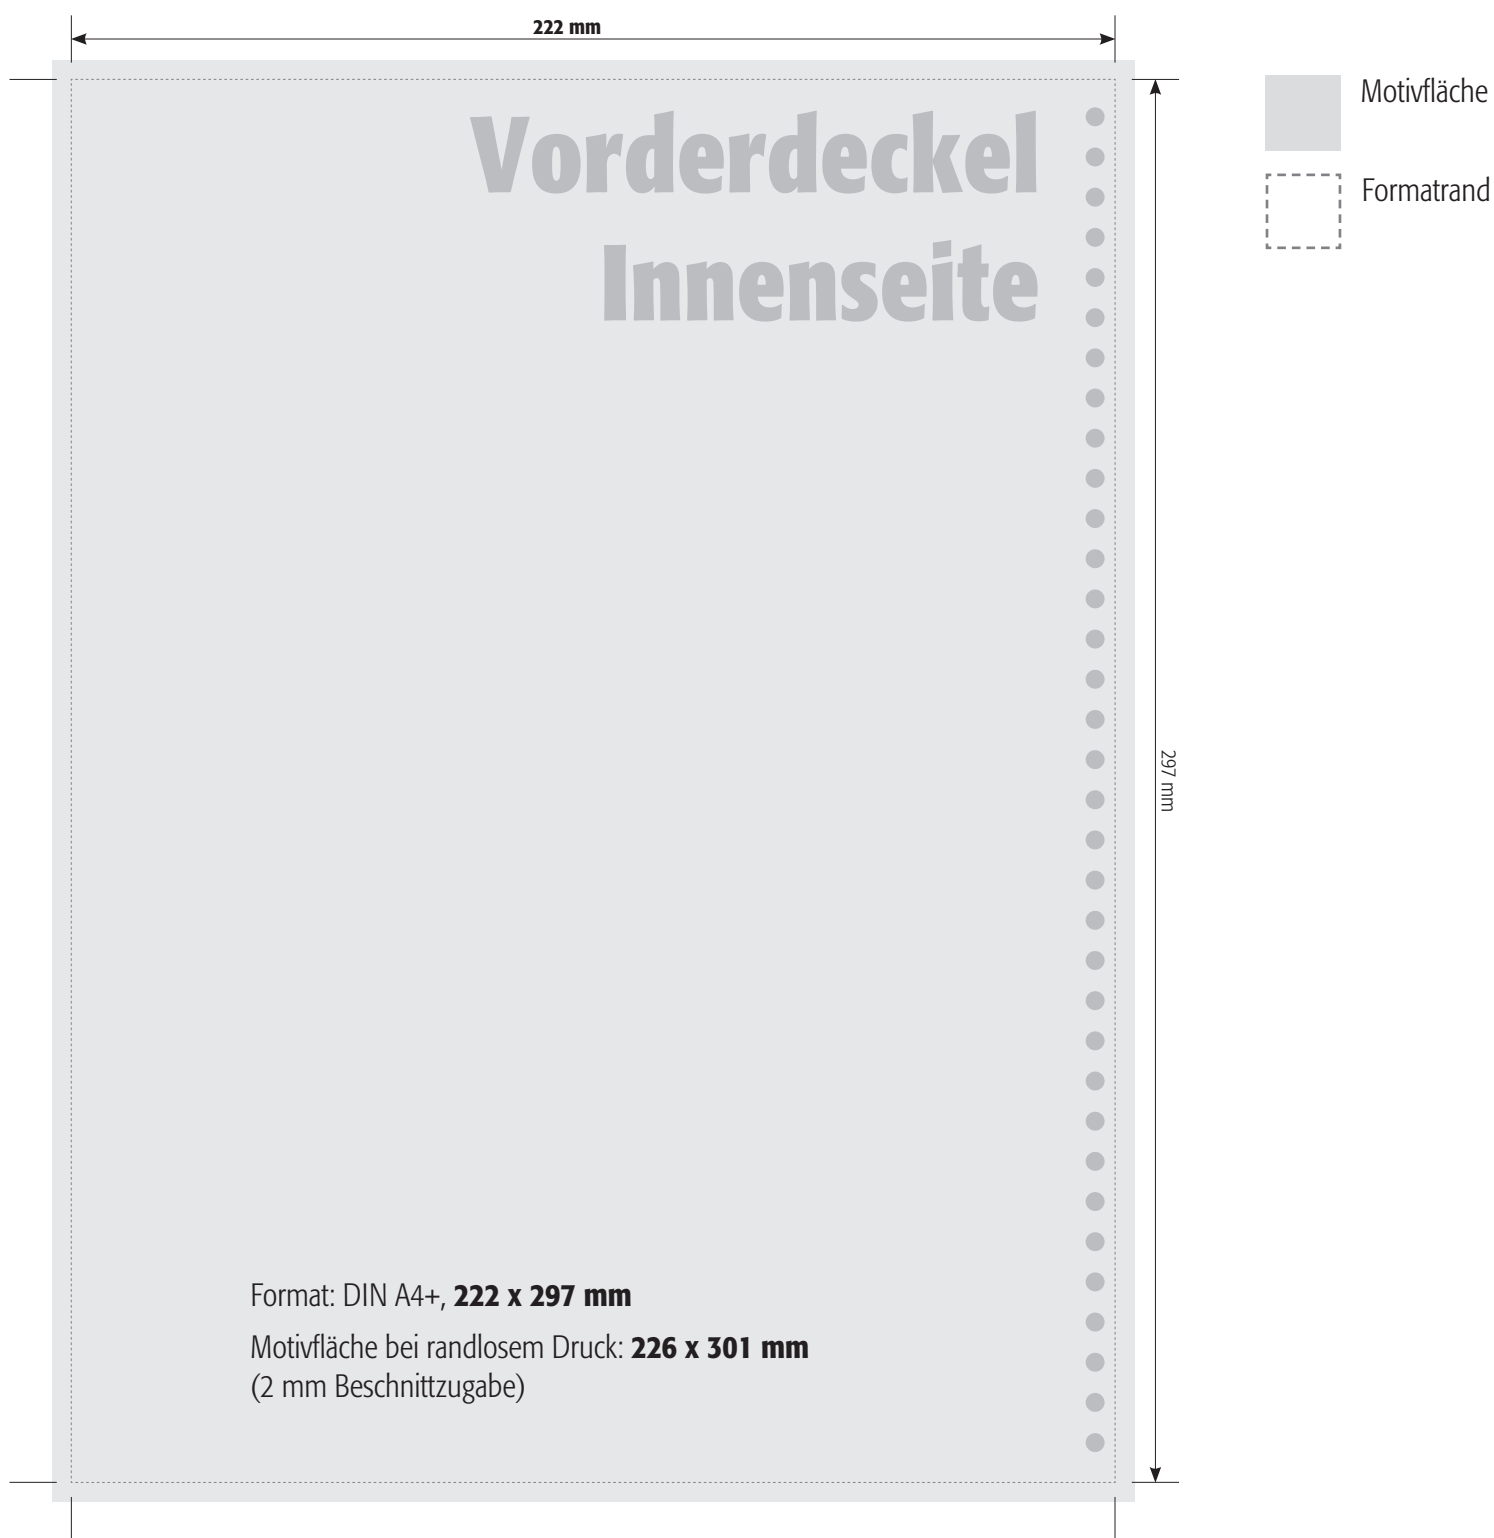 222 mm
Motivfläche
Formatrand
Vorderdeckel
Innenseite
297 mm
Format: DIN A4+, 222 x 297 mm
Motivfläche bei randlosem Druck: 226 x 301 mm
(2 mm Beschnittzugabe)